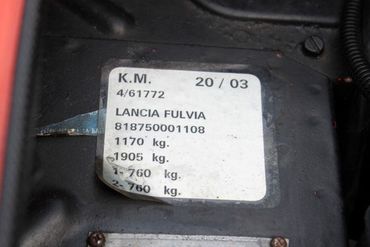 K.M. 20 / 03
4/61772
LANCIA FULVIA
818750001108
1170 kg.
1905 kg.
1- 760 kg.
2- 760 kg.